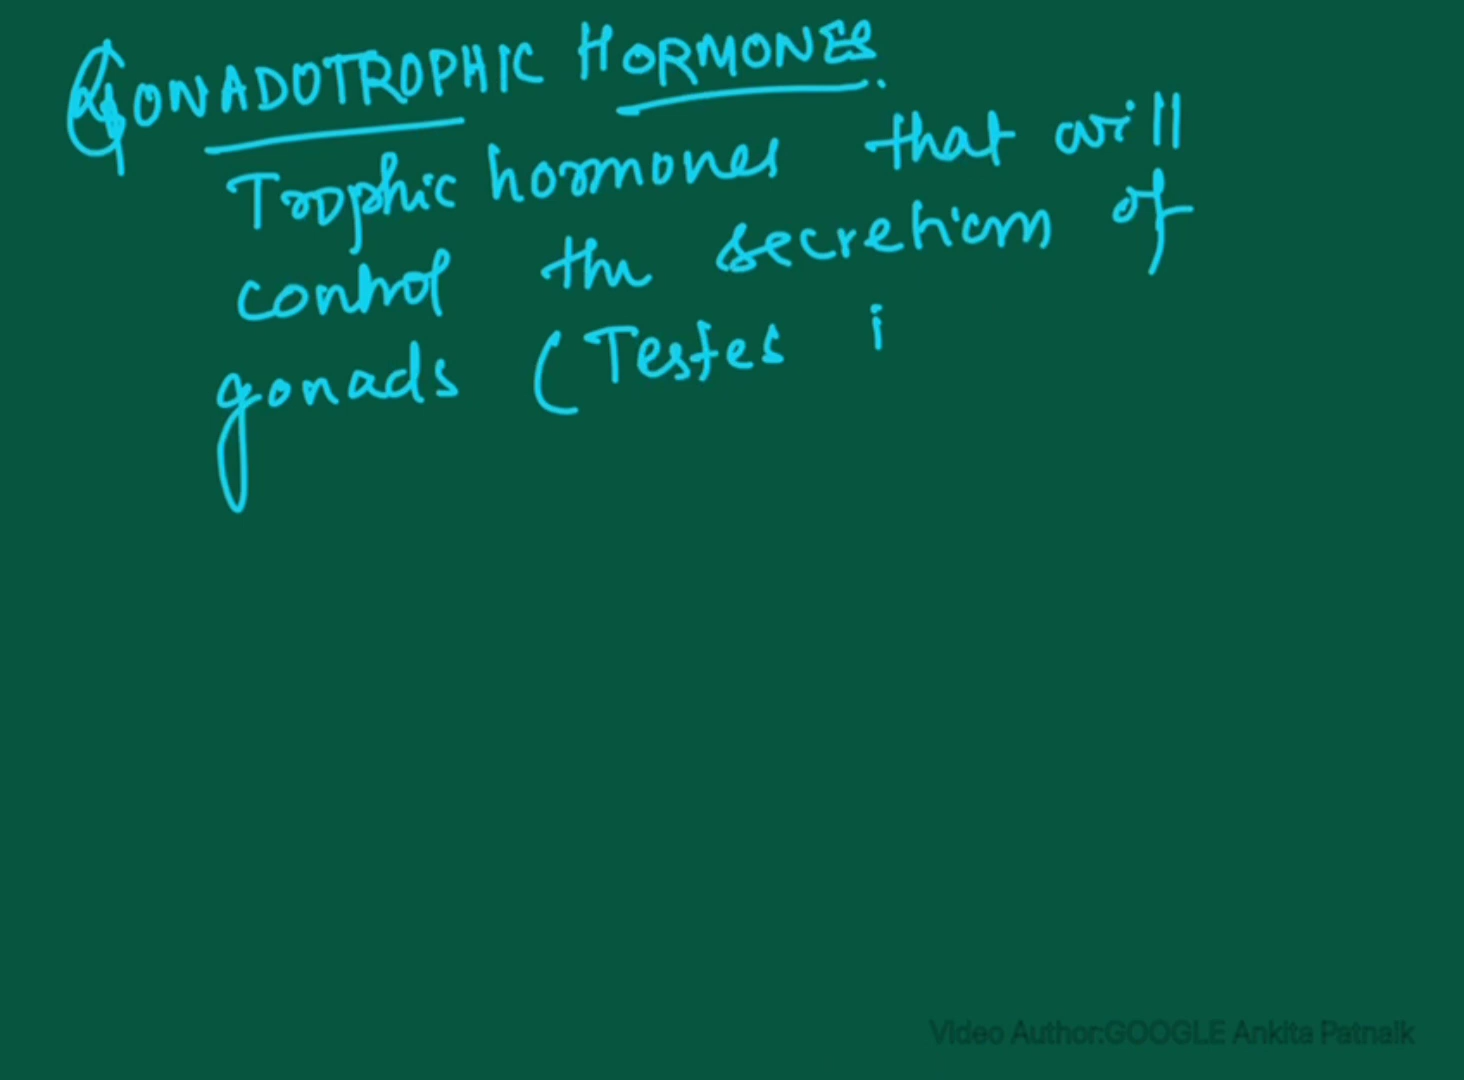 GONADOTROPHIC HORMONES.
Trophic hormones that will
control the secretion of
gonads (Testes i
Video Author:GOOGLE Ankita Patnaik